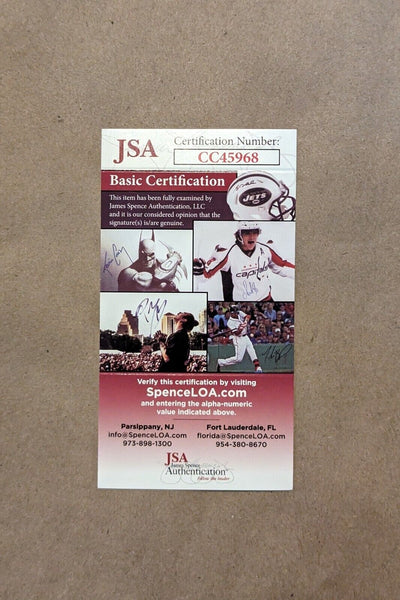 JSA
Certification Number:
CC45968
Basic Certification
This item has been fully examined by
James Spence Authentication, LLC
and it is our considered opinion that the
signature(s) is/are genuine.
JETS
capitals
Verify this certification by visiting
SpenceLOA.com
and entering the alpha-numeric
value indicated above.
Parsippany, NJ
info@SpenceLOA.com
973-898-1300
Fort Lauderdale, FL
florida@SpenceLOA.com
954-380-8670
JSA
James Spence
Authentication
Follow the Leader